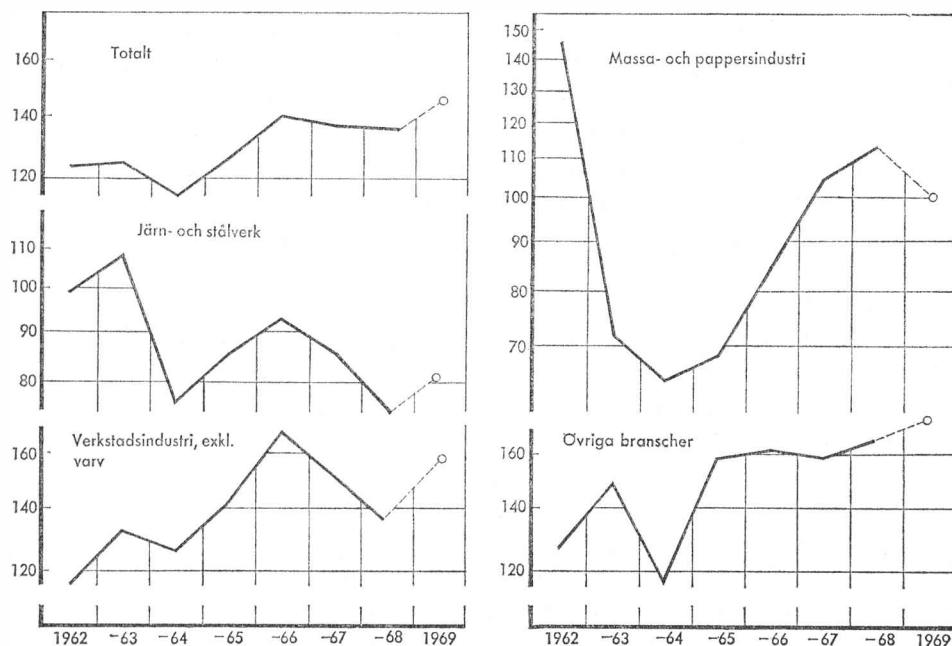 Totalt
160
140
120
Järn- och stålverk
110
100
90
80
Verkstadsindustri, exkl.
varv
160
140
120
1962 -63 -64 -65 -66 -67 -68 1969
Massa- och pappersindustri
150
140
130
120
110
100
90
80
70
Övriga branscher
160
140
120
1962 -63 -64 -65 -66 -67 -68 1969